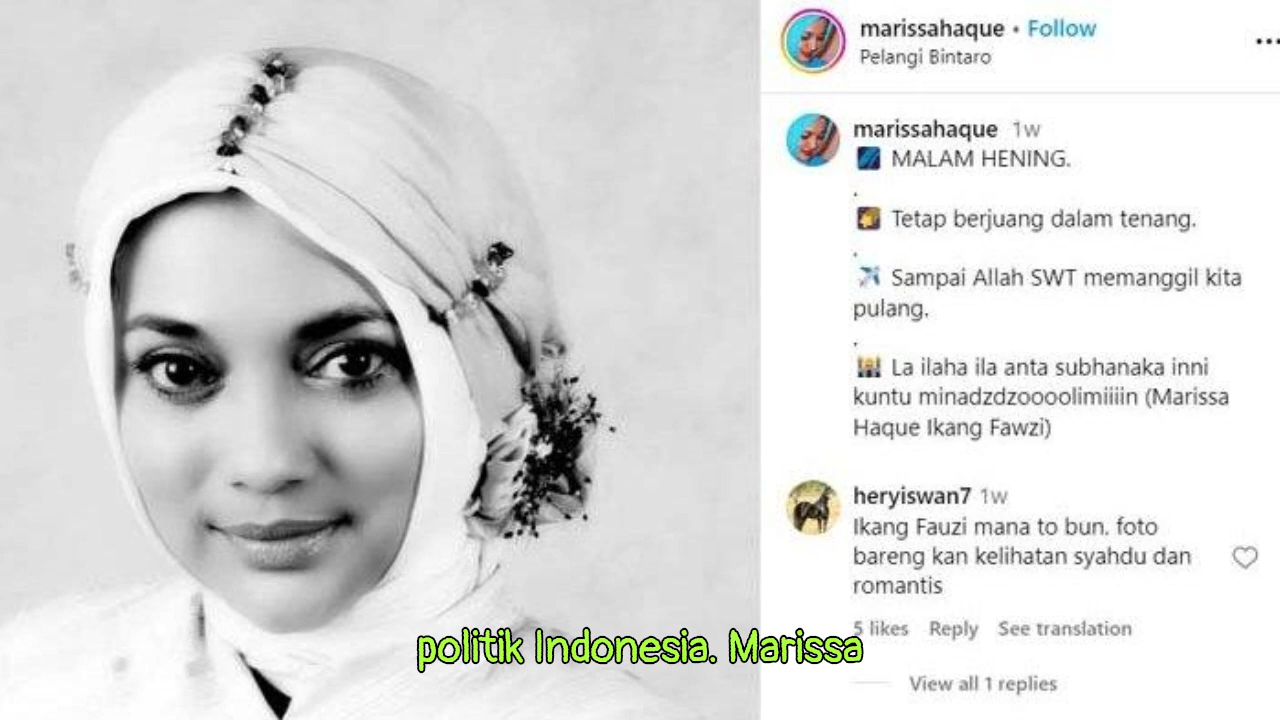 marissahaque • Follow
Pelangi Bintaro
marissahaque 1w
MALAM HENING.
.
Tetap berjuang dalam tenang.
.
Sampai Allah SWT memanggil kita
pulang.
.
La ilaha ila anta subhanaka inni
kuntu minadzdzoooolimiiiin (Marissa
Haque Ikang Fawzi)
heryiswan7 1w
Ikang Fauzi mana to bun. foto
bareng kan kelihatan syahdu dan
romantis
5 likes Reply See translation
politik Indonesia. Marissa
View all 1 replies